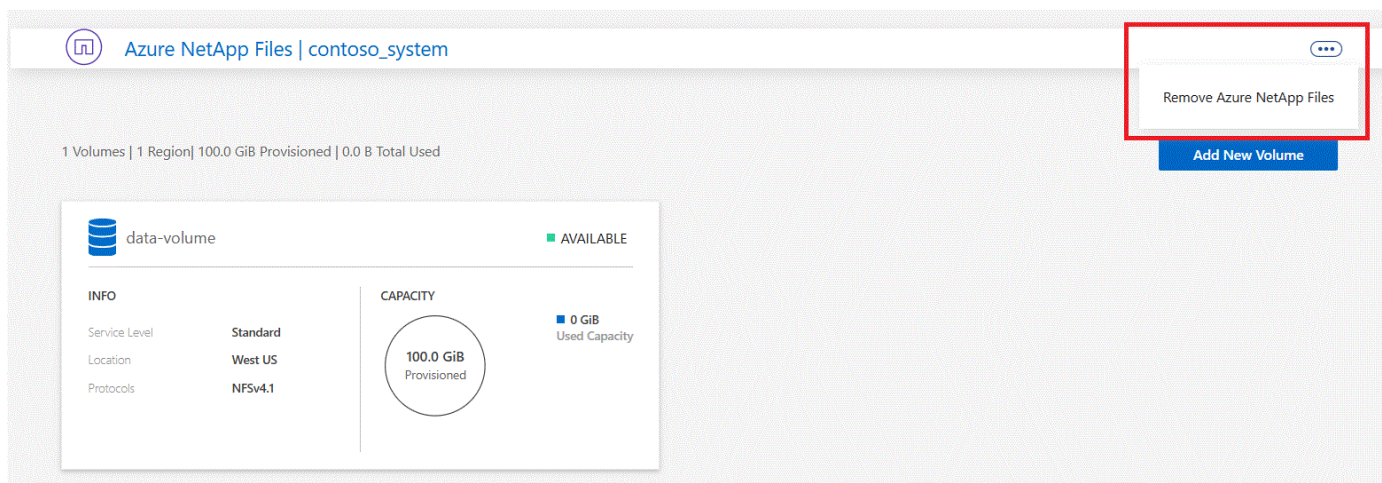 Azure NetApp Files | contoso_system
Remove Azure NetApp Files
1 Volumes | 1 Region| 100.0 GiB Provisioned | 0.0 B Total Used
Add New Volume
data-volume
AVAILABLE
INFO
Service Level Standard
Location West US
Protocols NFSv4.1
CAPACITY
100.0 GiB
Provisioned
0 GiB
Used Capacity